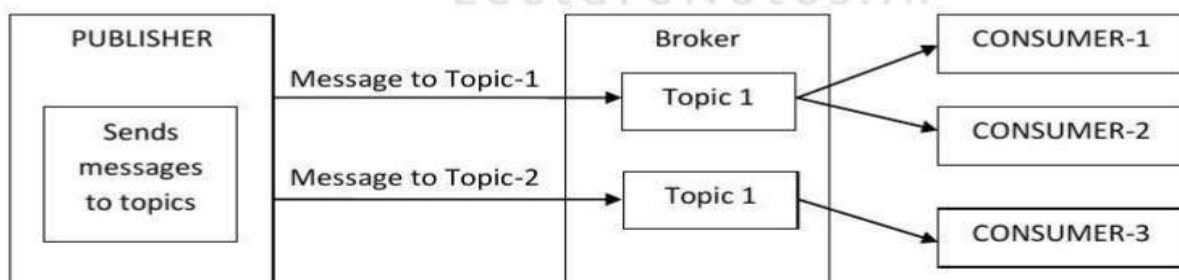 PUBLISHER
Sends
messages
to topics
Message to Topic-1
Message to Topic-2
Broker
Topic 1
Topic 1
CONSUMER-1
CONSUMER-2
CONSUMER-3